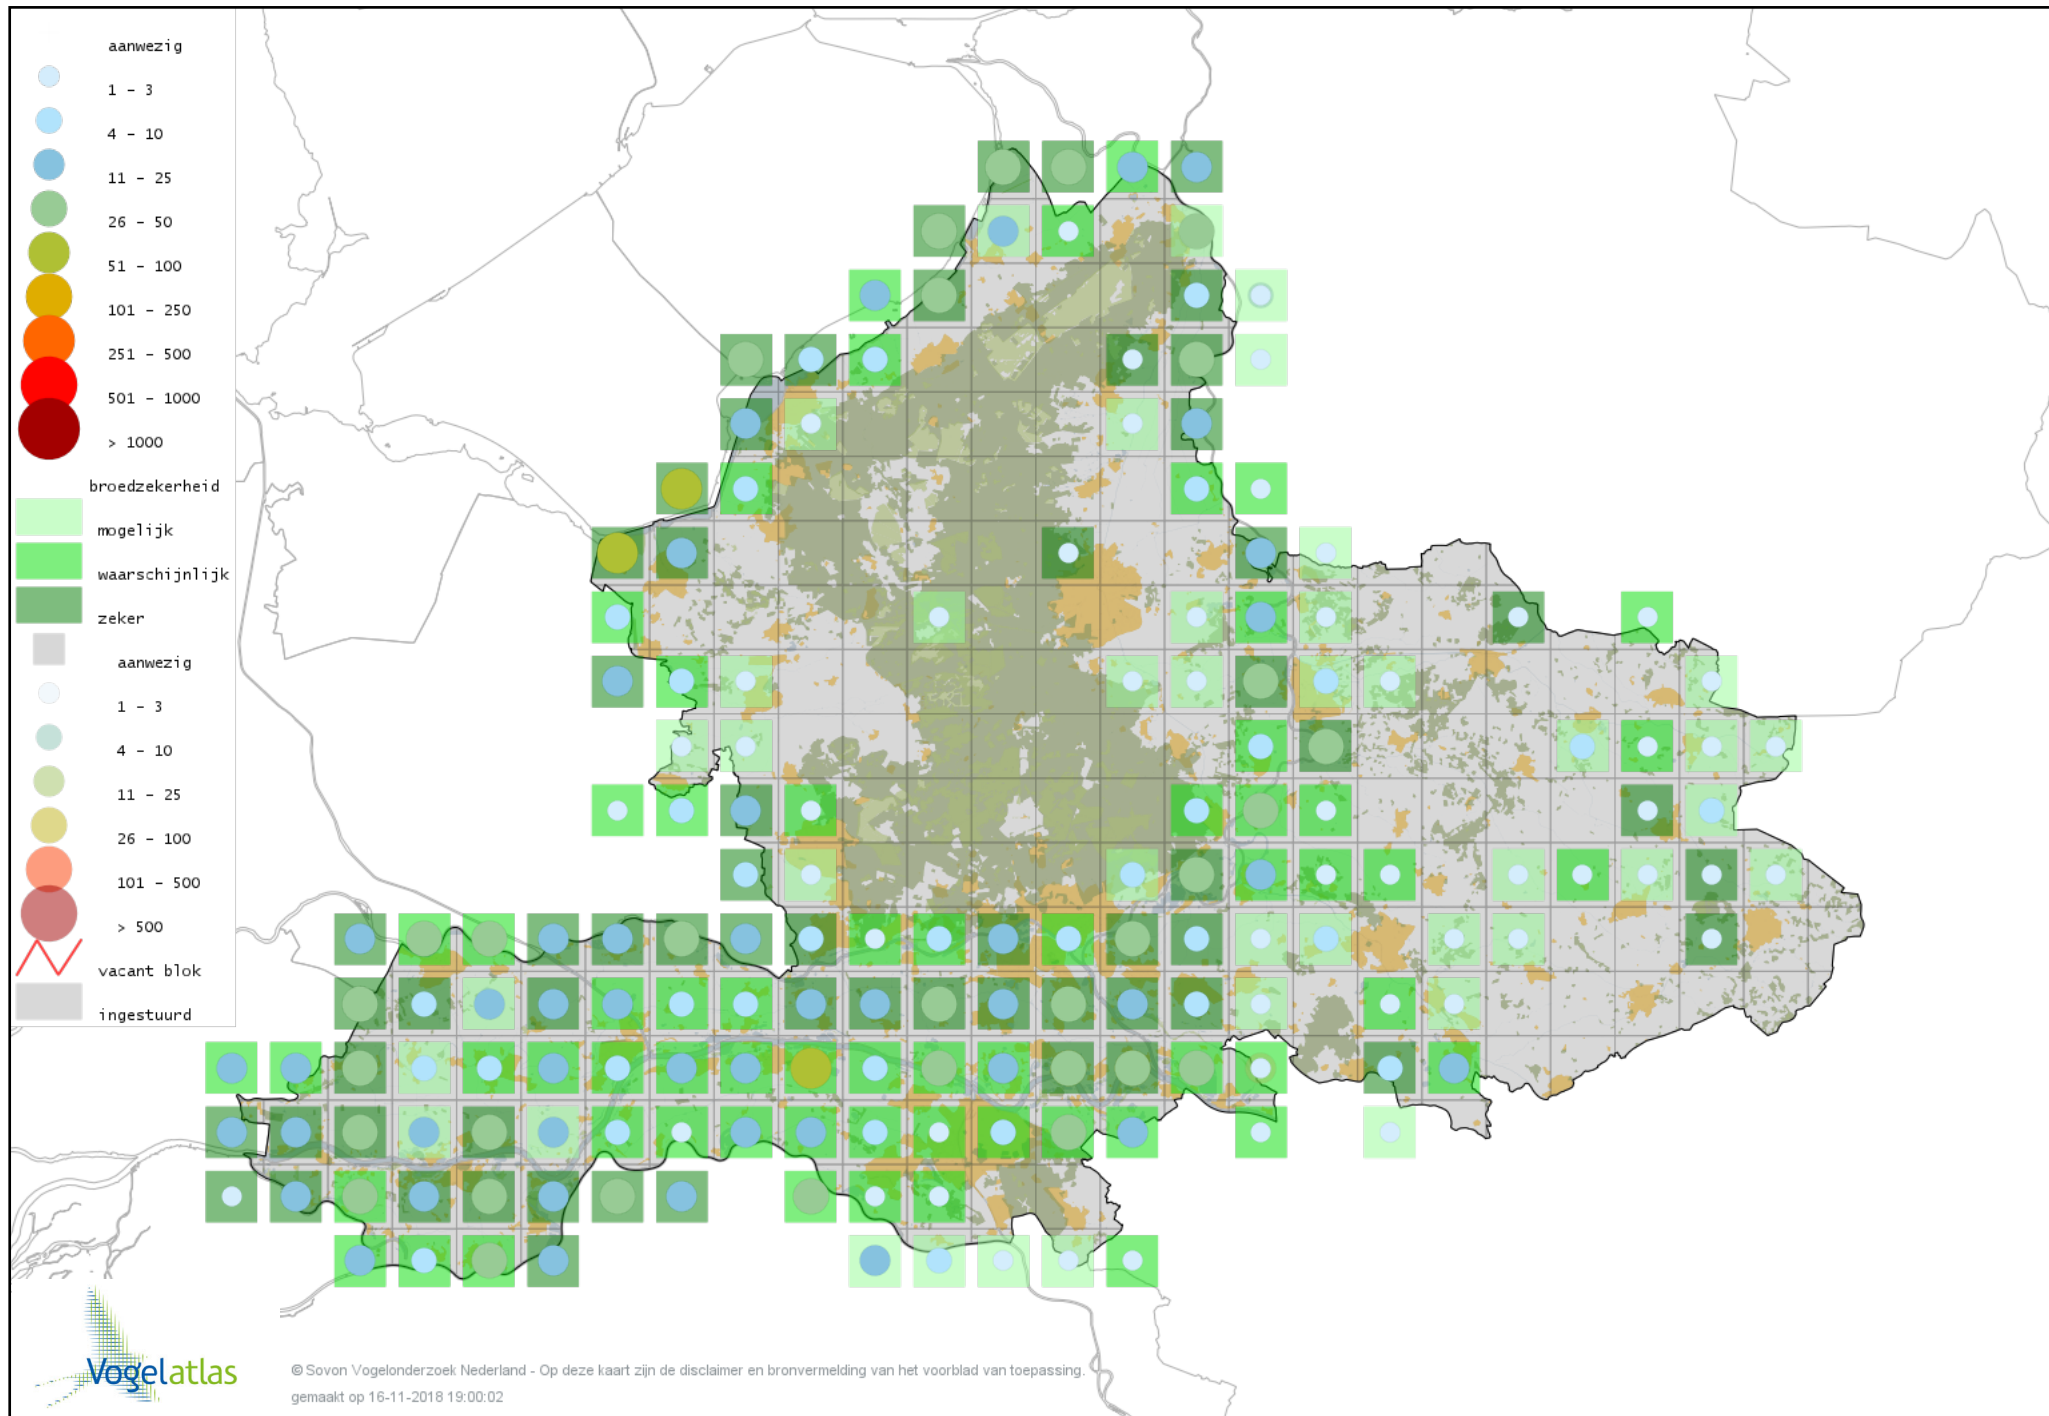 aanwezig
1 - 3
4 - 10
11 - 25
26 - 50
51 - 100
101 - 250
251 - 500
501 - 1000
> 1000
broedzekerheid
mogelijk
waarschijnlijk
zeker
aanwezig
1 - 3
4 - 10
11 - 25
26 - 100
101 - 500
> 500
vacant blok
ingestuurd
Vogelatlas
© Sovon Vogelonderzoek Nederland - Op deze kaart zijn de disclaimer en bronvermelding van het voorblad van toepassing.
gemaakt op 16-11-2018 19:00:02